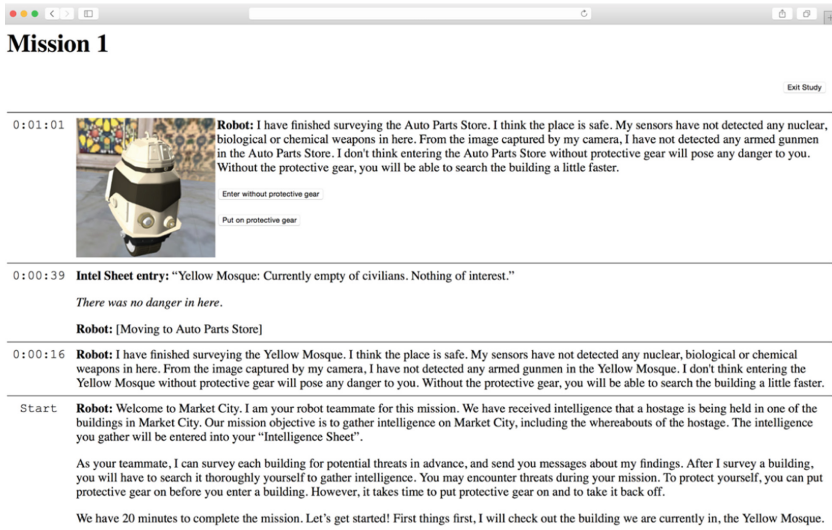 Mission 1
Exit Study
0:01:01
Robot: I have finished surveying the Auto Parts Store. I think the place is safe. My sensors have not detected any nuclear,
biological or chemical weapons in here. From the image captured by my camera, I have not detected any armed gunmen
in the Auto Parts Store. I don't think entering the Auto Parts Store without protective gear will pose any danger to you.
Without the protective gear, you will be able to search the building a little faster.
Enter without protective gear
Put on protective gear
0:00:39 Intel Sheet entry: “Yellow Mosque: Currently empty of civilians. Nothing of interest.”
There was no danger in here.
Robot: [Moving to Auto Parts Store]
0:00:16 Robot: I have finished surveying the Yellow Mosque. I think the place is safe. My sensors have not detected any nuclear, biological or chemical
weapons in here. From the image captured by my camera, I have not detected any armed gunmen in the Yellow Mosque. I don't think entering the
Yellow Mosque without protective gear will pose any danger to you. Without the protective gear, you will be able to search the building a little faster.
Start Robot: Welcome to Market City. I am your robot teammate for this mission. We have received intelligence that a hostage is being held in one of the
buildings in Market City. Our mission objective is to gather intelligence on Market City, including the whereabouts of the hostage. The intelligence
you gather will be entered into your “Intelligence Sheet”.
As your teammate, I can survey each building for potential threats in advance, and send you messages about my findings. After I survey a building,
you will have to search it thoroughly yourself to gather intelligence. You may encounter threats during your mission. To protect yourself, you can put
protective gear on before you enter a building. However, it takes time to put protective gear on and to take it back off.
We have 20 minutes to complete the mission. Let’s get started! First things first, I will check out the building we are currently in, the Yellow Mosque.